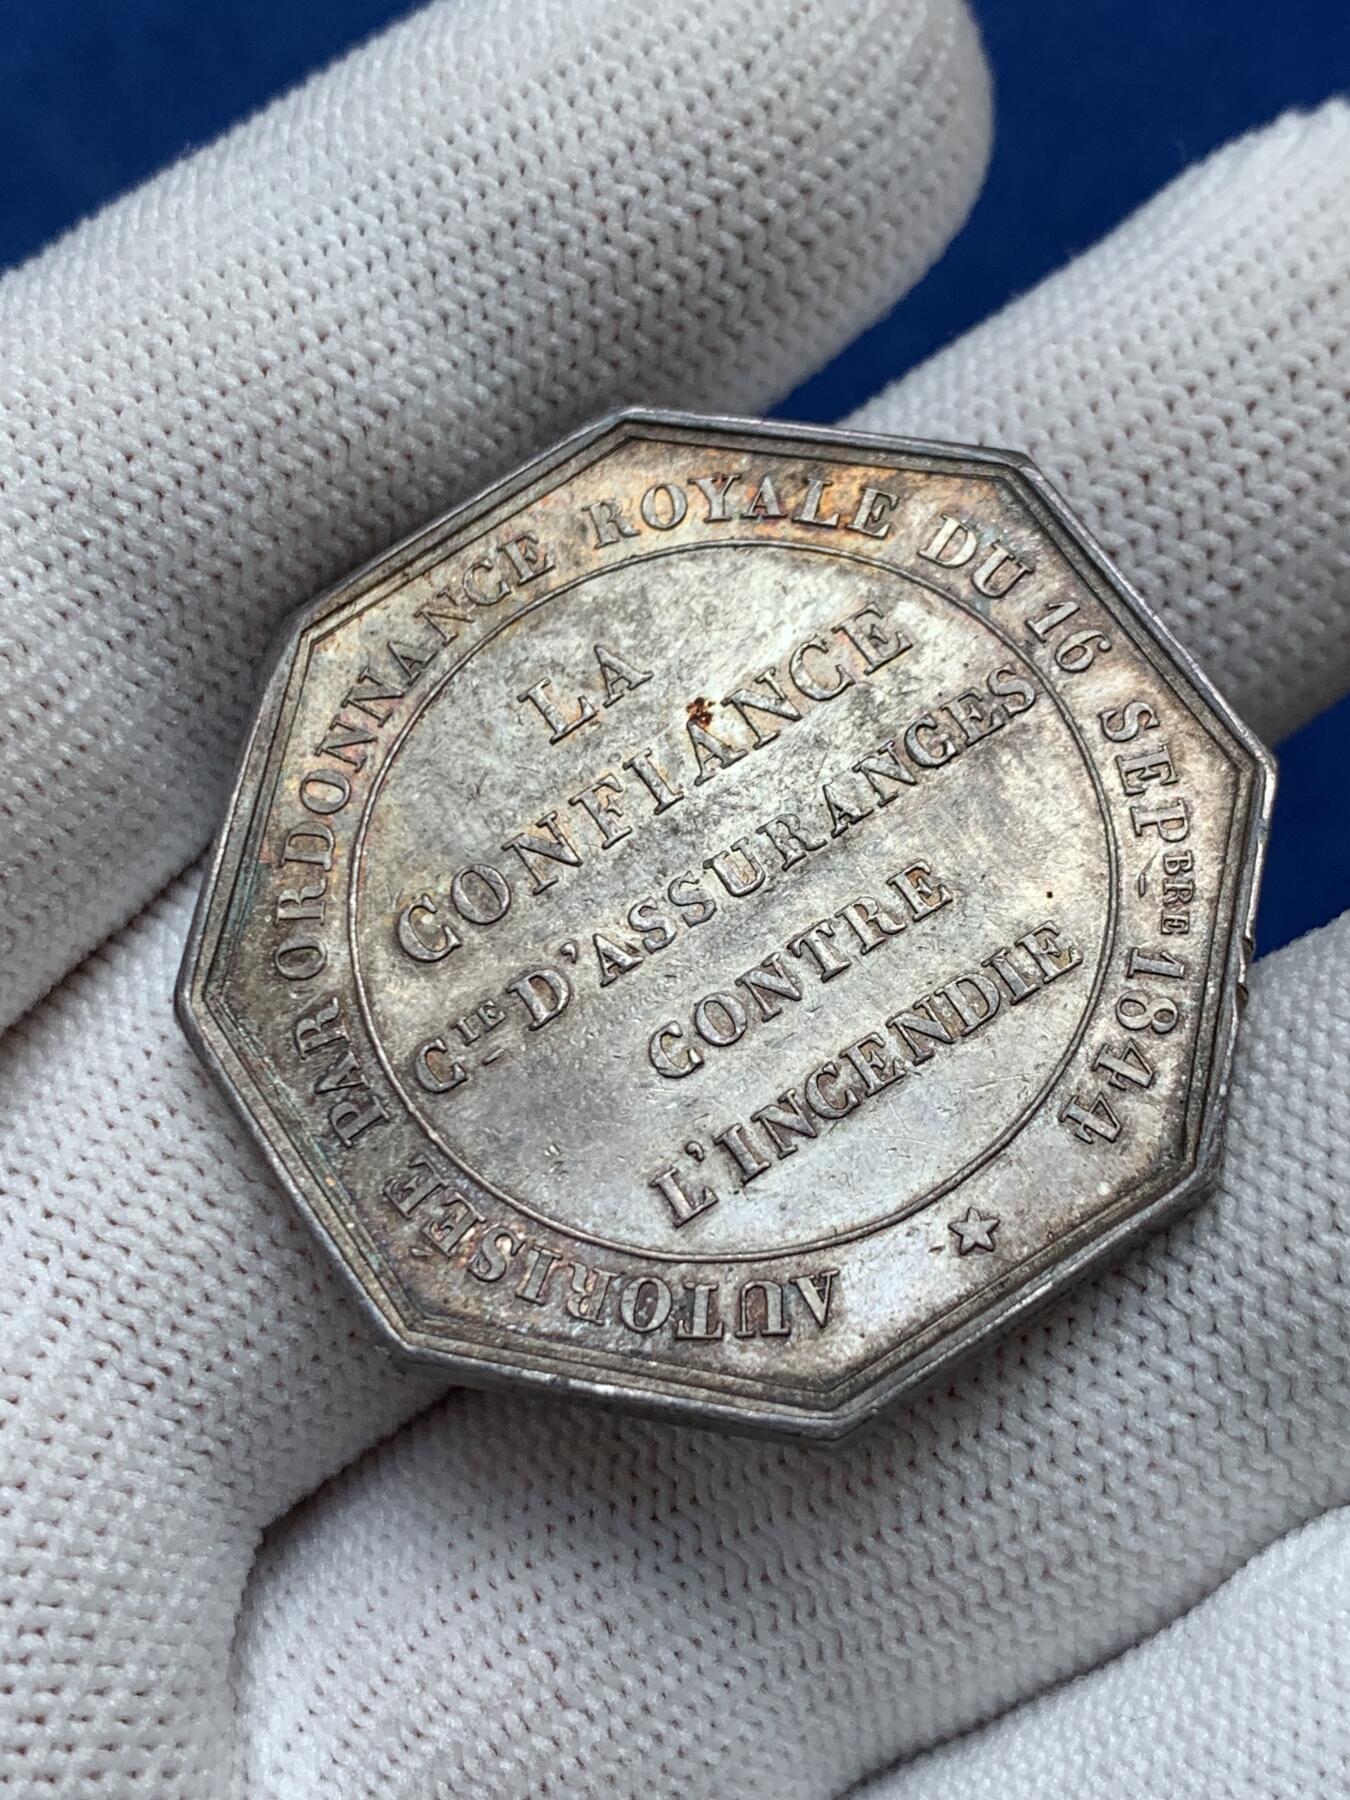 AUTORISÉE PAR ORDONNANCE ROYALE DU 16 SEPBRE 1844
LA
CONFIANCE
CIE D'ASSURANCES
CONTRE
L'INCENDIE